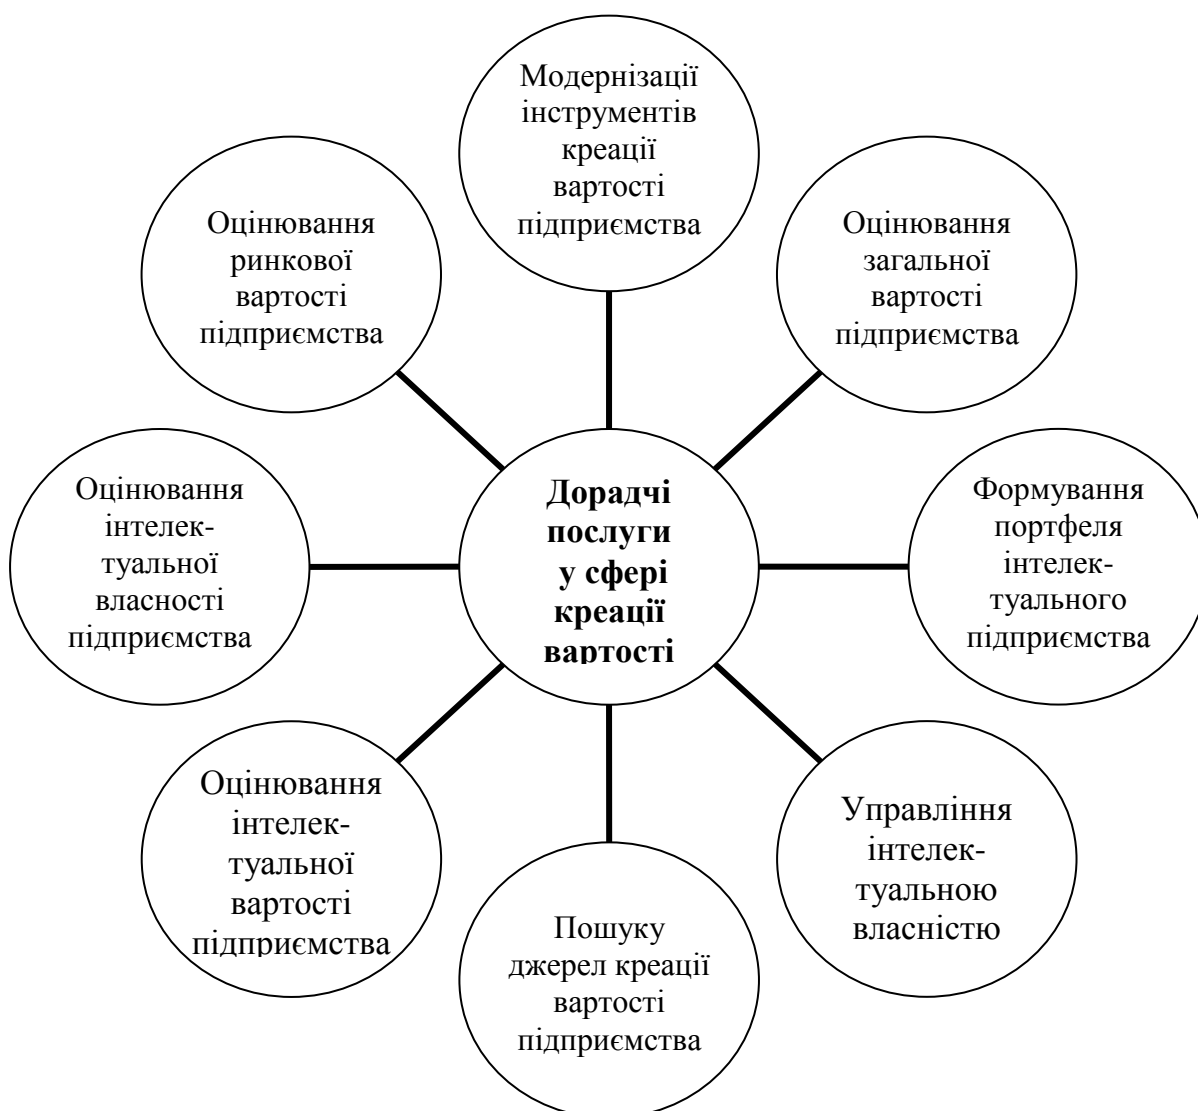 Модернізації
інструментів
креації
вартості
підприємства
Оцінювання
ринкової
вартості
підприємства
Оцінювання
загальної
вартості
підприємства
Оцінювання
інтелек-
туальної
власності
підприємства
Дорадчі
послуги
у сфері
креації
вартості
Формування
портфеля
інтелек-
туального
підприємства
Оцінювання
інтелек-
туальної
вартості
підприємства
Управління
інтелек-
туальною
власністю
Пошуку
джерел креації
вартості
підприємства